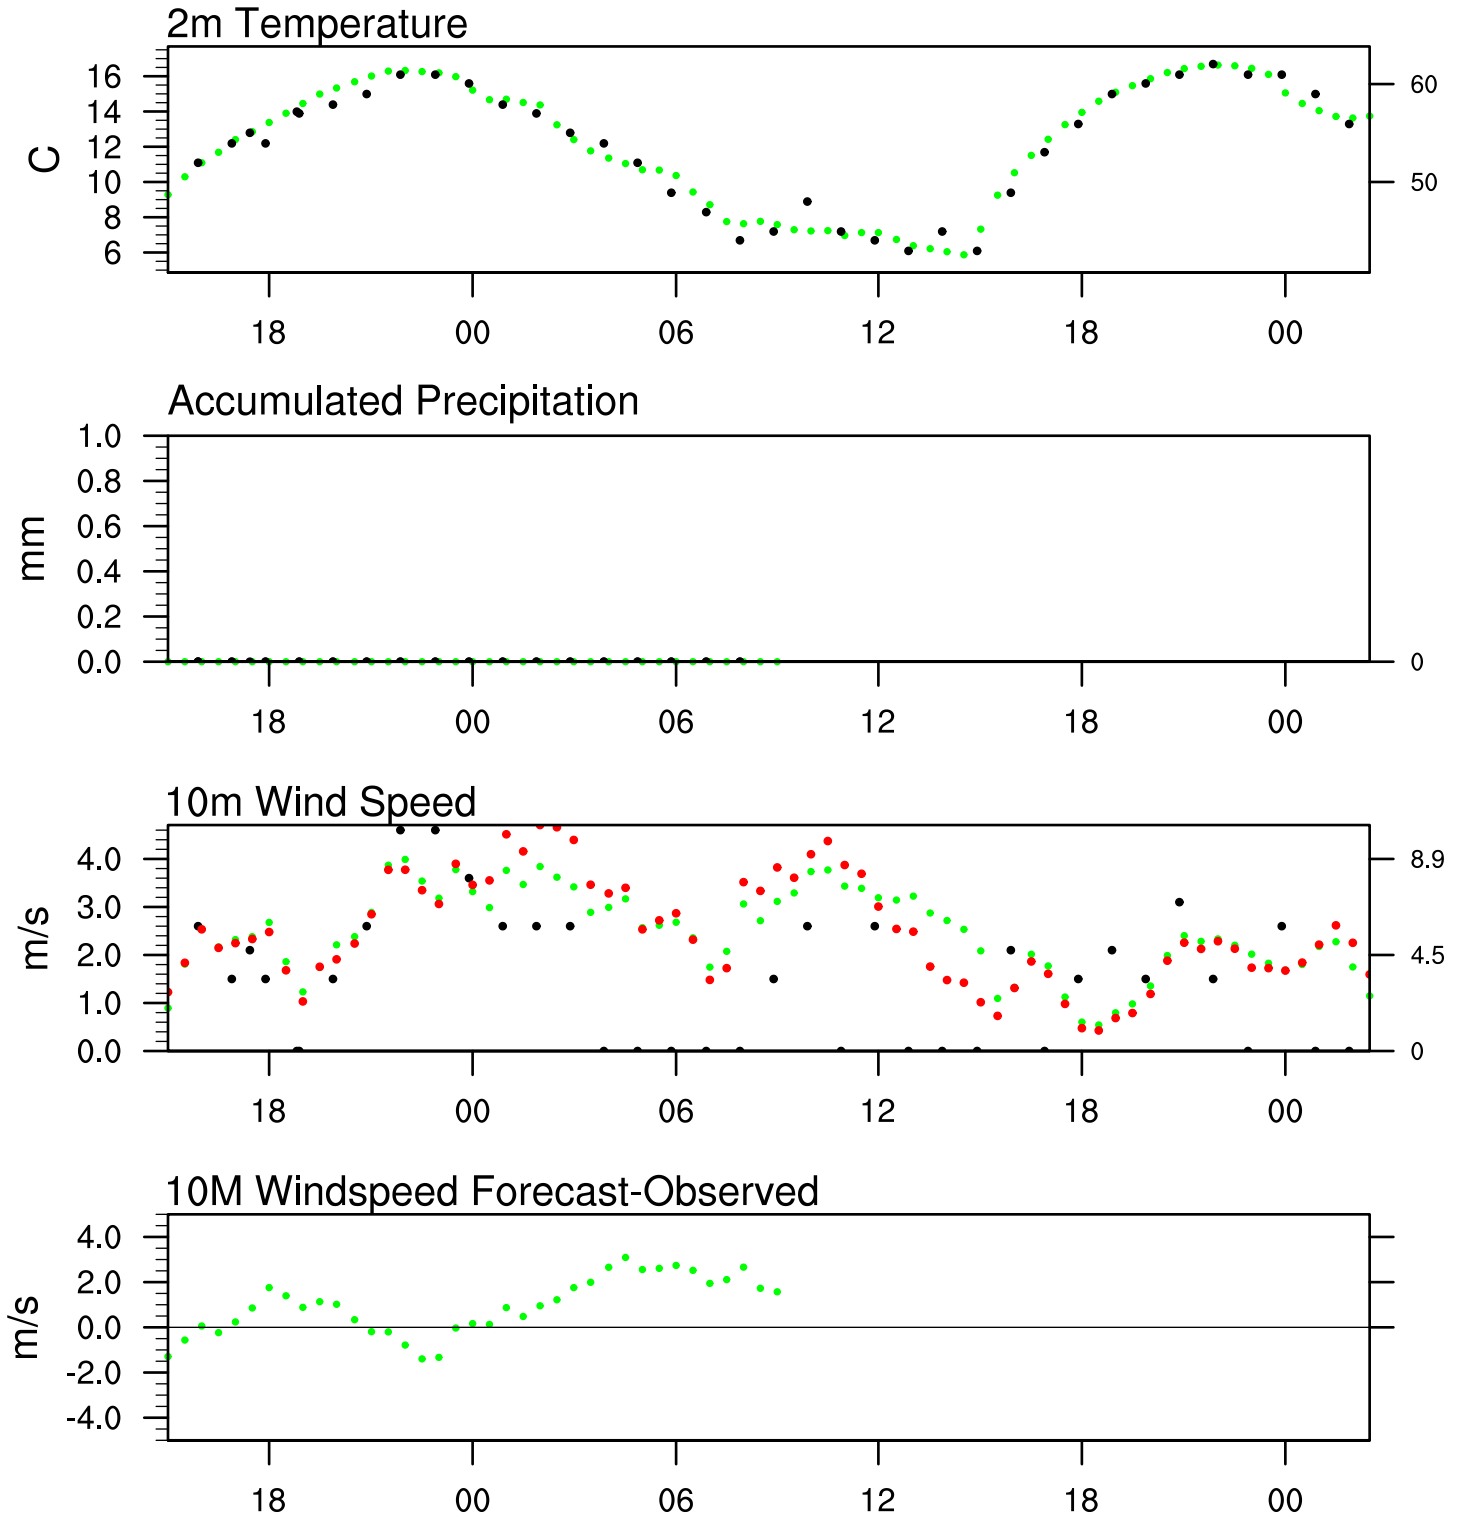 2m Temperature
16
14
12
10
8
6
C
60
50
18 00 06 12 18 00
Accumulated Precipitation
1.0
0.8
0.6
0.4
0.2
0.0
mm
0
18 00 06 12 18 00
10m Wind Speed
4.0
3.0
2.0
1.0
0.0
m/s
8.9
4.5
0
18 00 06 12 18 00
10M Windspeed Forecast-Observed
4.0
2.0
0.0
-2.0
-4.0
m/s
18 00 06 12 18 00